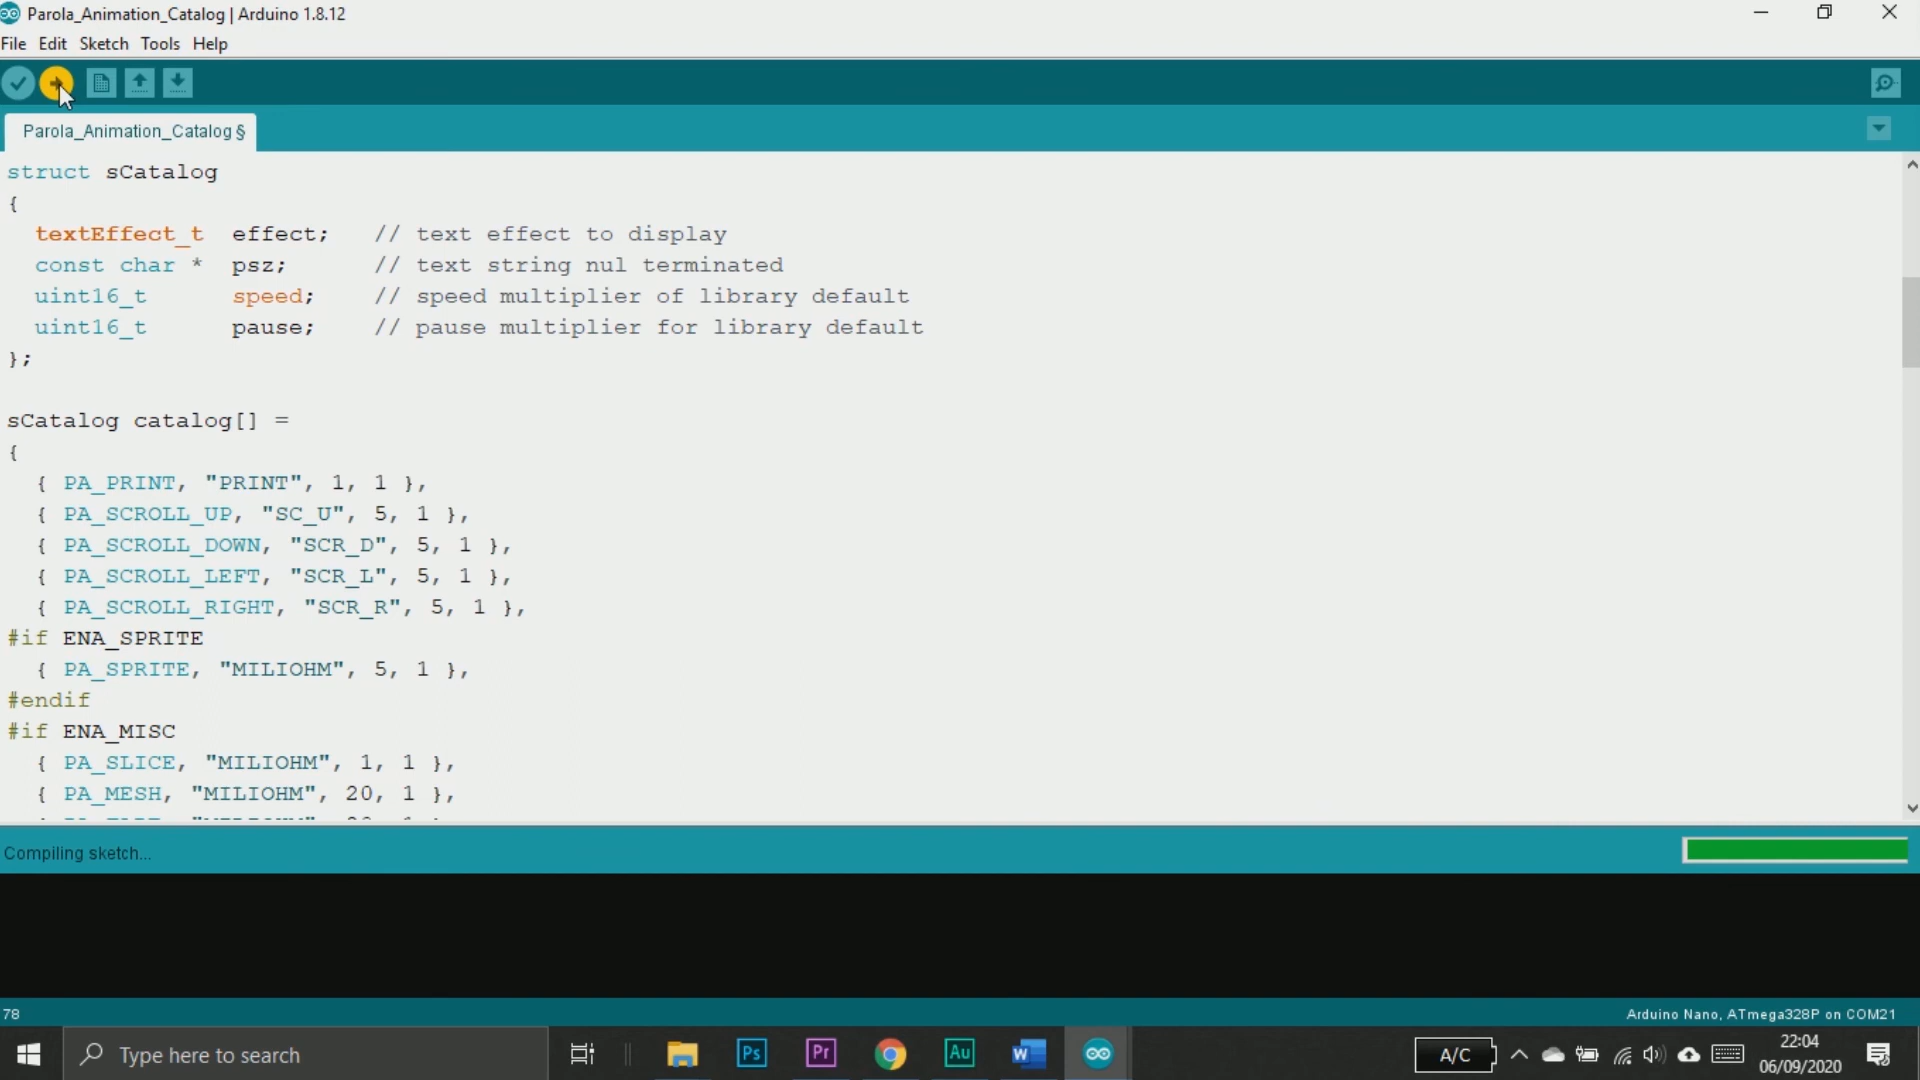 Parola_Animation_Catalog | Arduino 1.8.12
File Edit Sketch Tools Help
Parola_Animation_Catalog §
struct sCatalog
{
textEffect_t effect; // text effect to display
const char * psz; // text string nul terminated
uint16_t speed; // speed multiplier of library default
uint16_t pause; // pause multiplier for library default
};
sCatalog catalog[] =
{
{ PA_PRINT, "PRINT", 1, 1 },
{ PA_SCROLL_UP, "SC_U", 5, 1 },
{ PA_SCROLL_DOWN, "SCR_D", 5, 1 },
{ PA_SCROLL_LEFT, "SCR_L", 5, 1 },
{ PA_SCROLL_RIGHT, "SCR_R", 5, 1 },
#if ENA_SPRITE
{ PA_SPRITE, "MILIOHM", 5, 1 },
#endif
#if ENA_MISC
{ PA_SLICE, "MILIOHM", 1, 1 },
{ PA_MESH, "MILIOHM", 20, 1 },
Compiling sketch...
78
Arduino Nano, ATmega328P on COM21
Type here to search
Ps
Pr
Au
W
A/C
22:04
06/09/2020